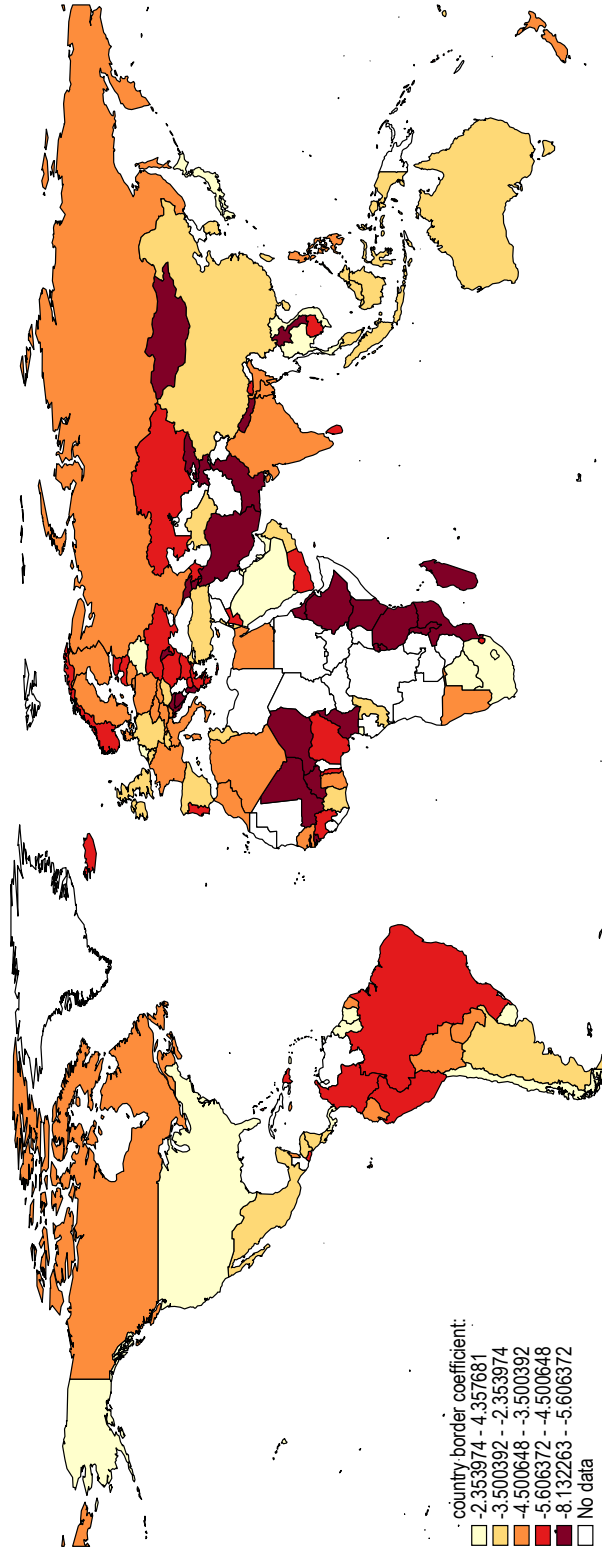 country border coefficient:
-2.353974 - 4.357681
-3.500392 - -2.353974
-4.500648 - -3.500392
-5.606372 - -4.500648
-8.132263 - -5.606372
No data